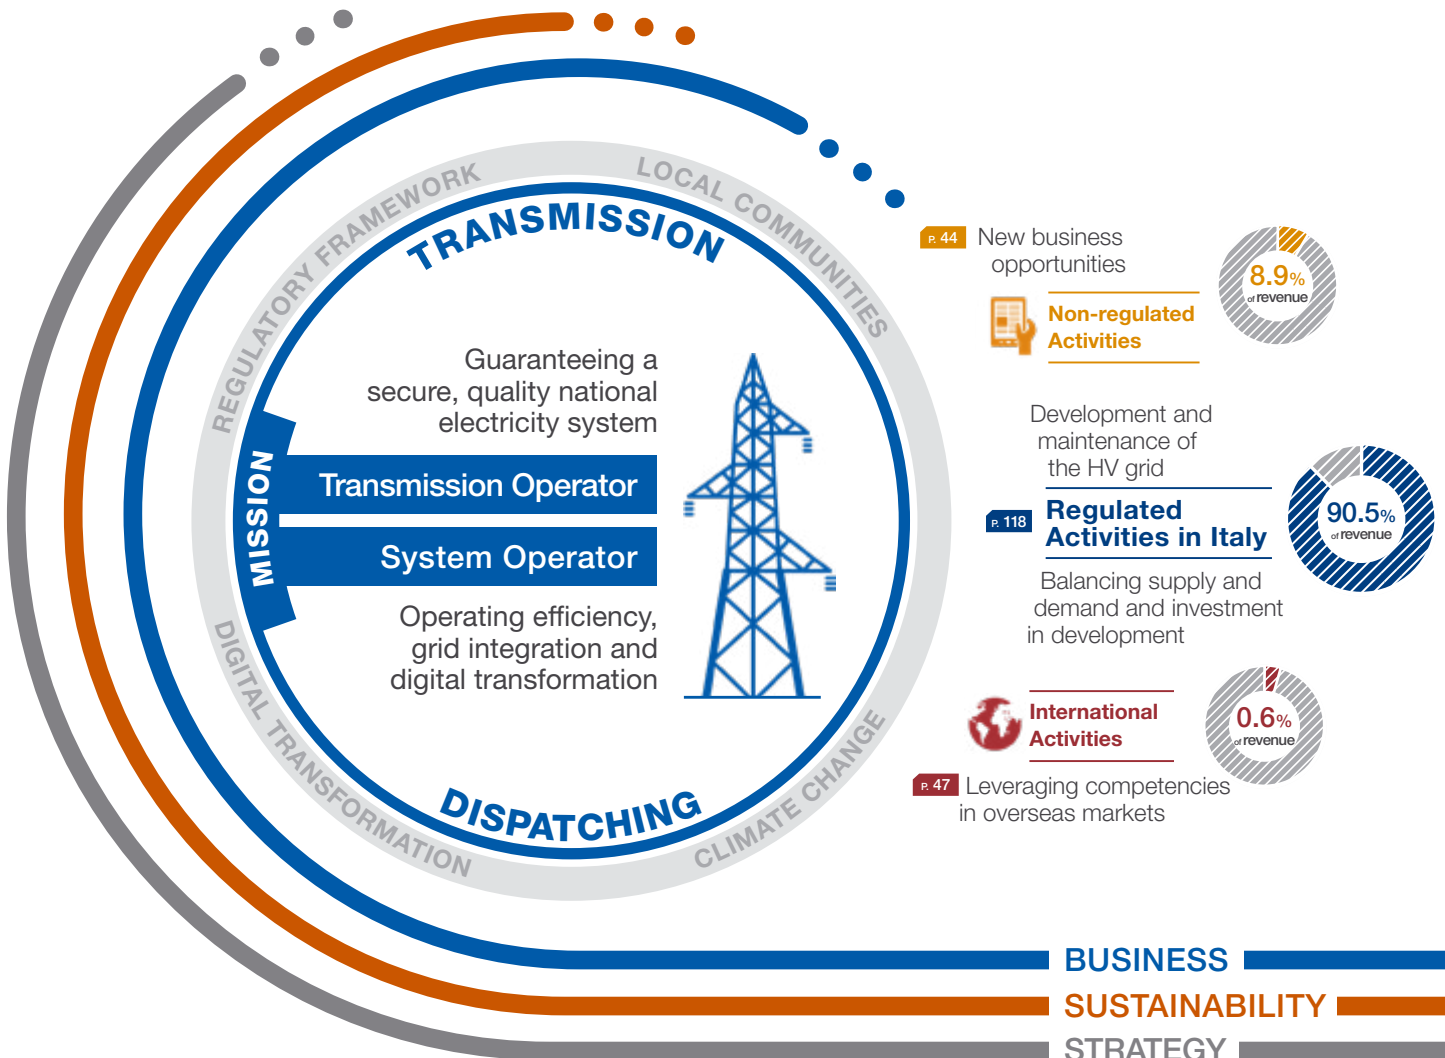 REGULATORY FRAMEWORK
LOCAL COMMUNITIES
TRANSMISSION
Guaranteeing a
secure, quality national
electricity system
MISSION
Transmission Operator
System Operator
Operating efficiency,
grid integration and
digital transformation
DISPATCHING
DIGITAL TRANSFORMATION
CLIMATE CHANGE
P. 44 New business
opportunities
Non-regulated
Activities
8.9%
of revenue
Development and
maintenance of
the HV grid
P. 118 Regulated
Activities in Italy
90.5%
of revenue
Balancing supply and
demand and investment
in development
International
Activities
0.6%
of revenue
P. 47 Leveraging competencies
in overseas markets
BUSINESS
SUSTAINABILITY
STRATEGY